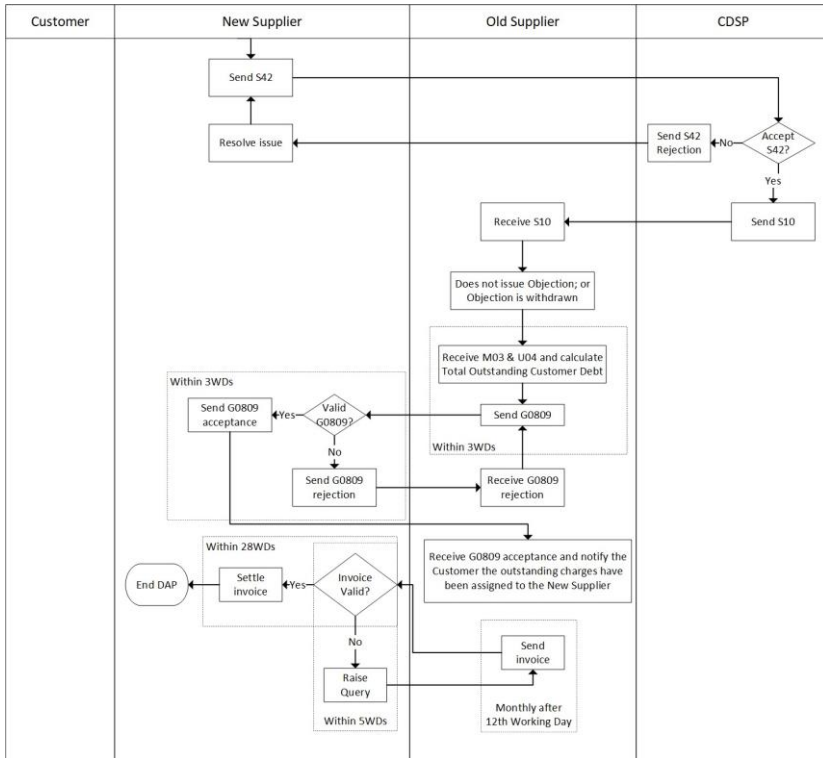 Customer
New Supplier
Old Supplier
CDSP
Send S42
Resolve issue
Send S42
Rejection
No
Accept
S42?
Yes
Receive S10
Send S10
Does not issue Objection; or
Objection is withdrawn
Receive M03 & U04 and calculate
Total Outstanding Customer Debt
Within 3WDs
Send G0809
acceptance
Yes
Valid
G0809?
Send G0809
No
Within 3WDs
Send G0809
rejection
Receive G0809
rejection
Receive G0809 acceptance and notify the
Customer the outstanding charges have
been assigned to the New Supplier
Within 28WDs
End DAP
Settle
invoice
Yes
Invoice
Valid?
No
Send
invoice
Raise
Query
Within 5WDs
Monthly after
12th Working Day